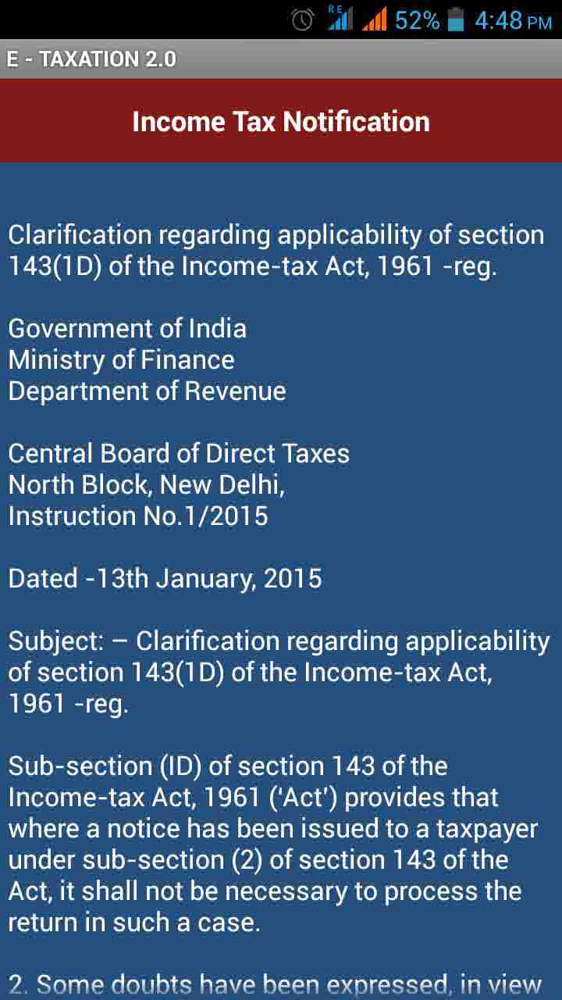 R E
52% 4:48 PM
E - TAXATION 2.0
Income Tax Notification
Clarification regarding applicability of section
143(1D) of the Income-tax Act, 1961 -reg.
Government of India
Ministry of Finance
Department of Revenue
Central Board of Direct Taxes
North Block, New Delhi,
Instruction No.1/2015
Dated -13th January, 2015
Subject: – Clarification regarding applicability
of section 143(1D) of the Income-tax Act,
1961 -reg.
Sub-section (ID) of section 143 of the
Income-tax Act, 1961 (‘Act’) provides that
where a notice has been issued to a taxpayer
under sub-section (2) of section 143 of the
Act, it shall not be necessary to process the
return in such a case.
2. Some doubts have been expressed, in view